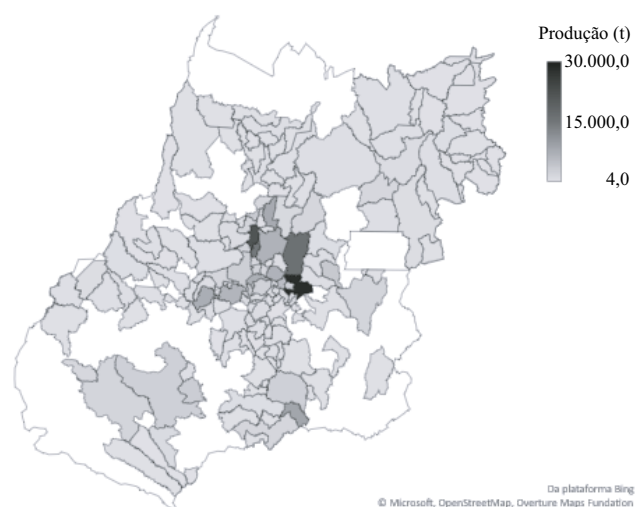 Produção (t)
30.000,0
15.000,0
4,0
Da plataforma Bing
© Microsoft, OpenStreetMap, Overture Maps Fundation